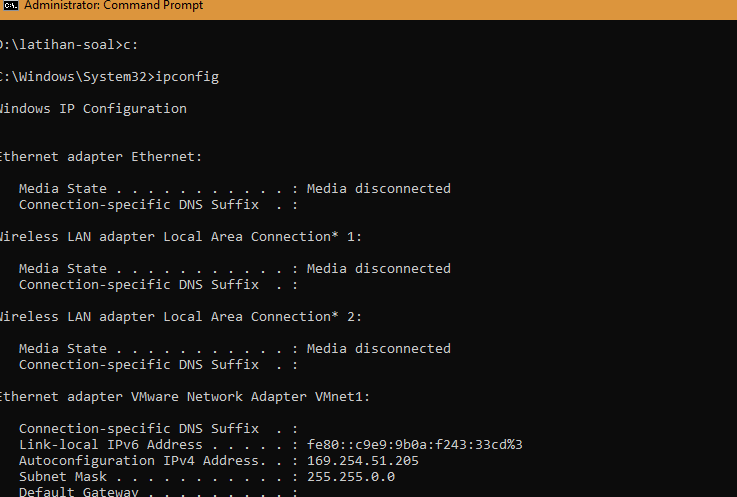 Administrator: Command Prompt
D:\latihan-soal>c:
C:\Windows\System32>ipconfig
Windows IP Configuration
Ethernet adapter Ethernet:
Media State . . . . . . . . . . . : Media disconnected
Connection-specific DNS Suffix  . :
Wireless LAN adapter Local Area Connection* 1:
Media State . . . . . . . . . . . : Media disconnected
Connection-specific DNS Suffix  . :
Wireless LAN adapter Local Area Connection* 2:
Media State . . . . . . . . . . . : Media disconnected
Connection-specific DNS Suffix  . :
Ethernet adapter VMware Network Adapter VMnet1:
Connection-specific DNS Suffix  . :
Link-local IPv6 Address . . . . . : fe80::c9e9:9b0a:f243:33cd%3
Autoconfiguration IPv4 Address. . : 169.254.51.205
Subnet Mask . . . . . . . . . . . : 255.255.0.0
Default Gateway . . . . . . . . . :